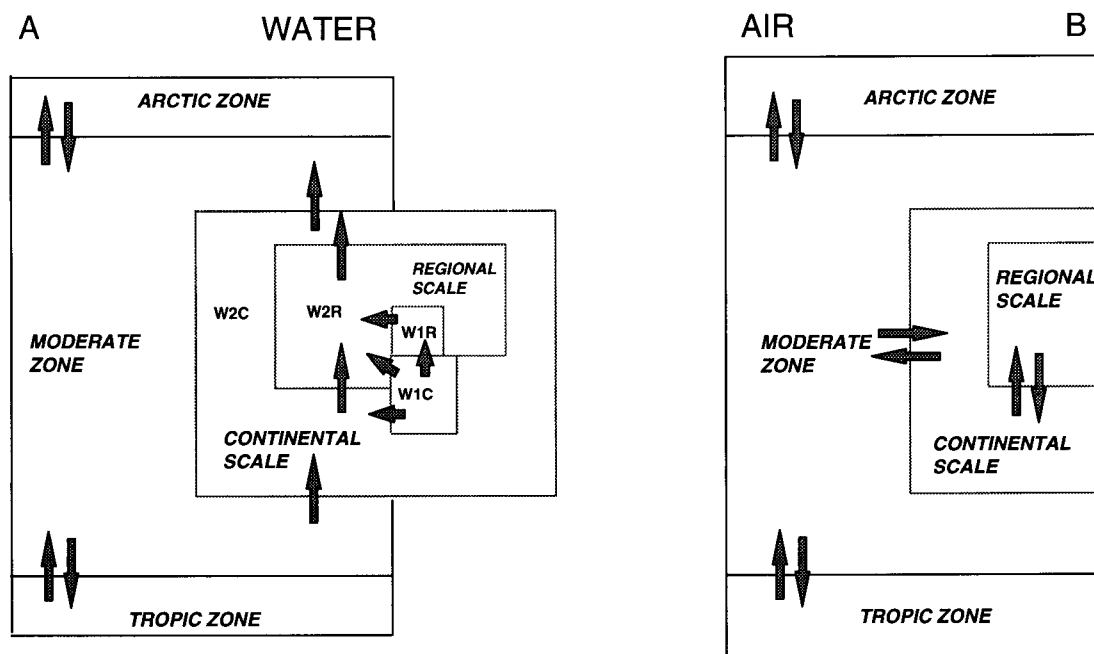 A
WATER
ARCTIC ZONE
REGIONAL
SCALE
W2C
W2R
W1R
MODERATE
ZONE
W1C
CONTINENTAL
SCALE
TROPIC ZONE
AIR
B
ARCTIC ZONE
REGIONAL
SCALE
MODERATE
ZONE
CONTINENTAL
SCALE
TROPIC ZONE